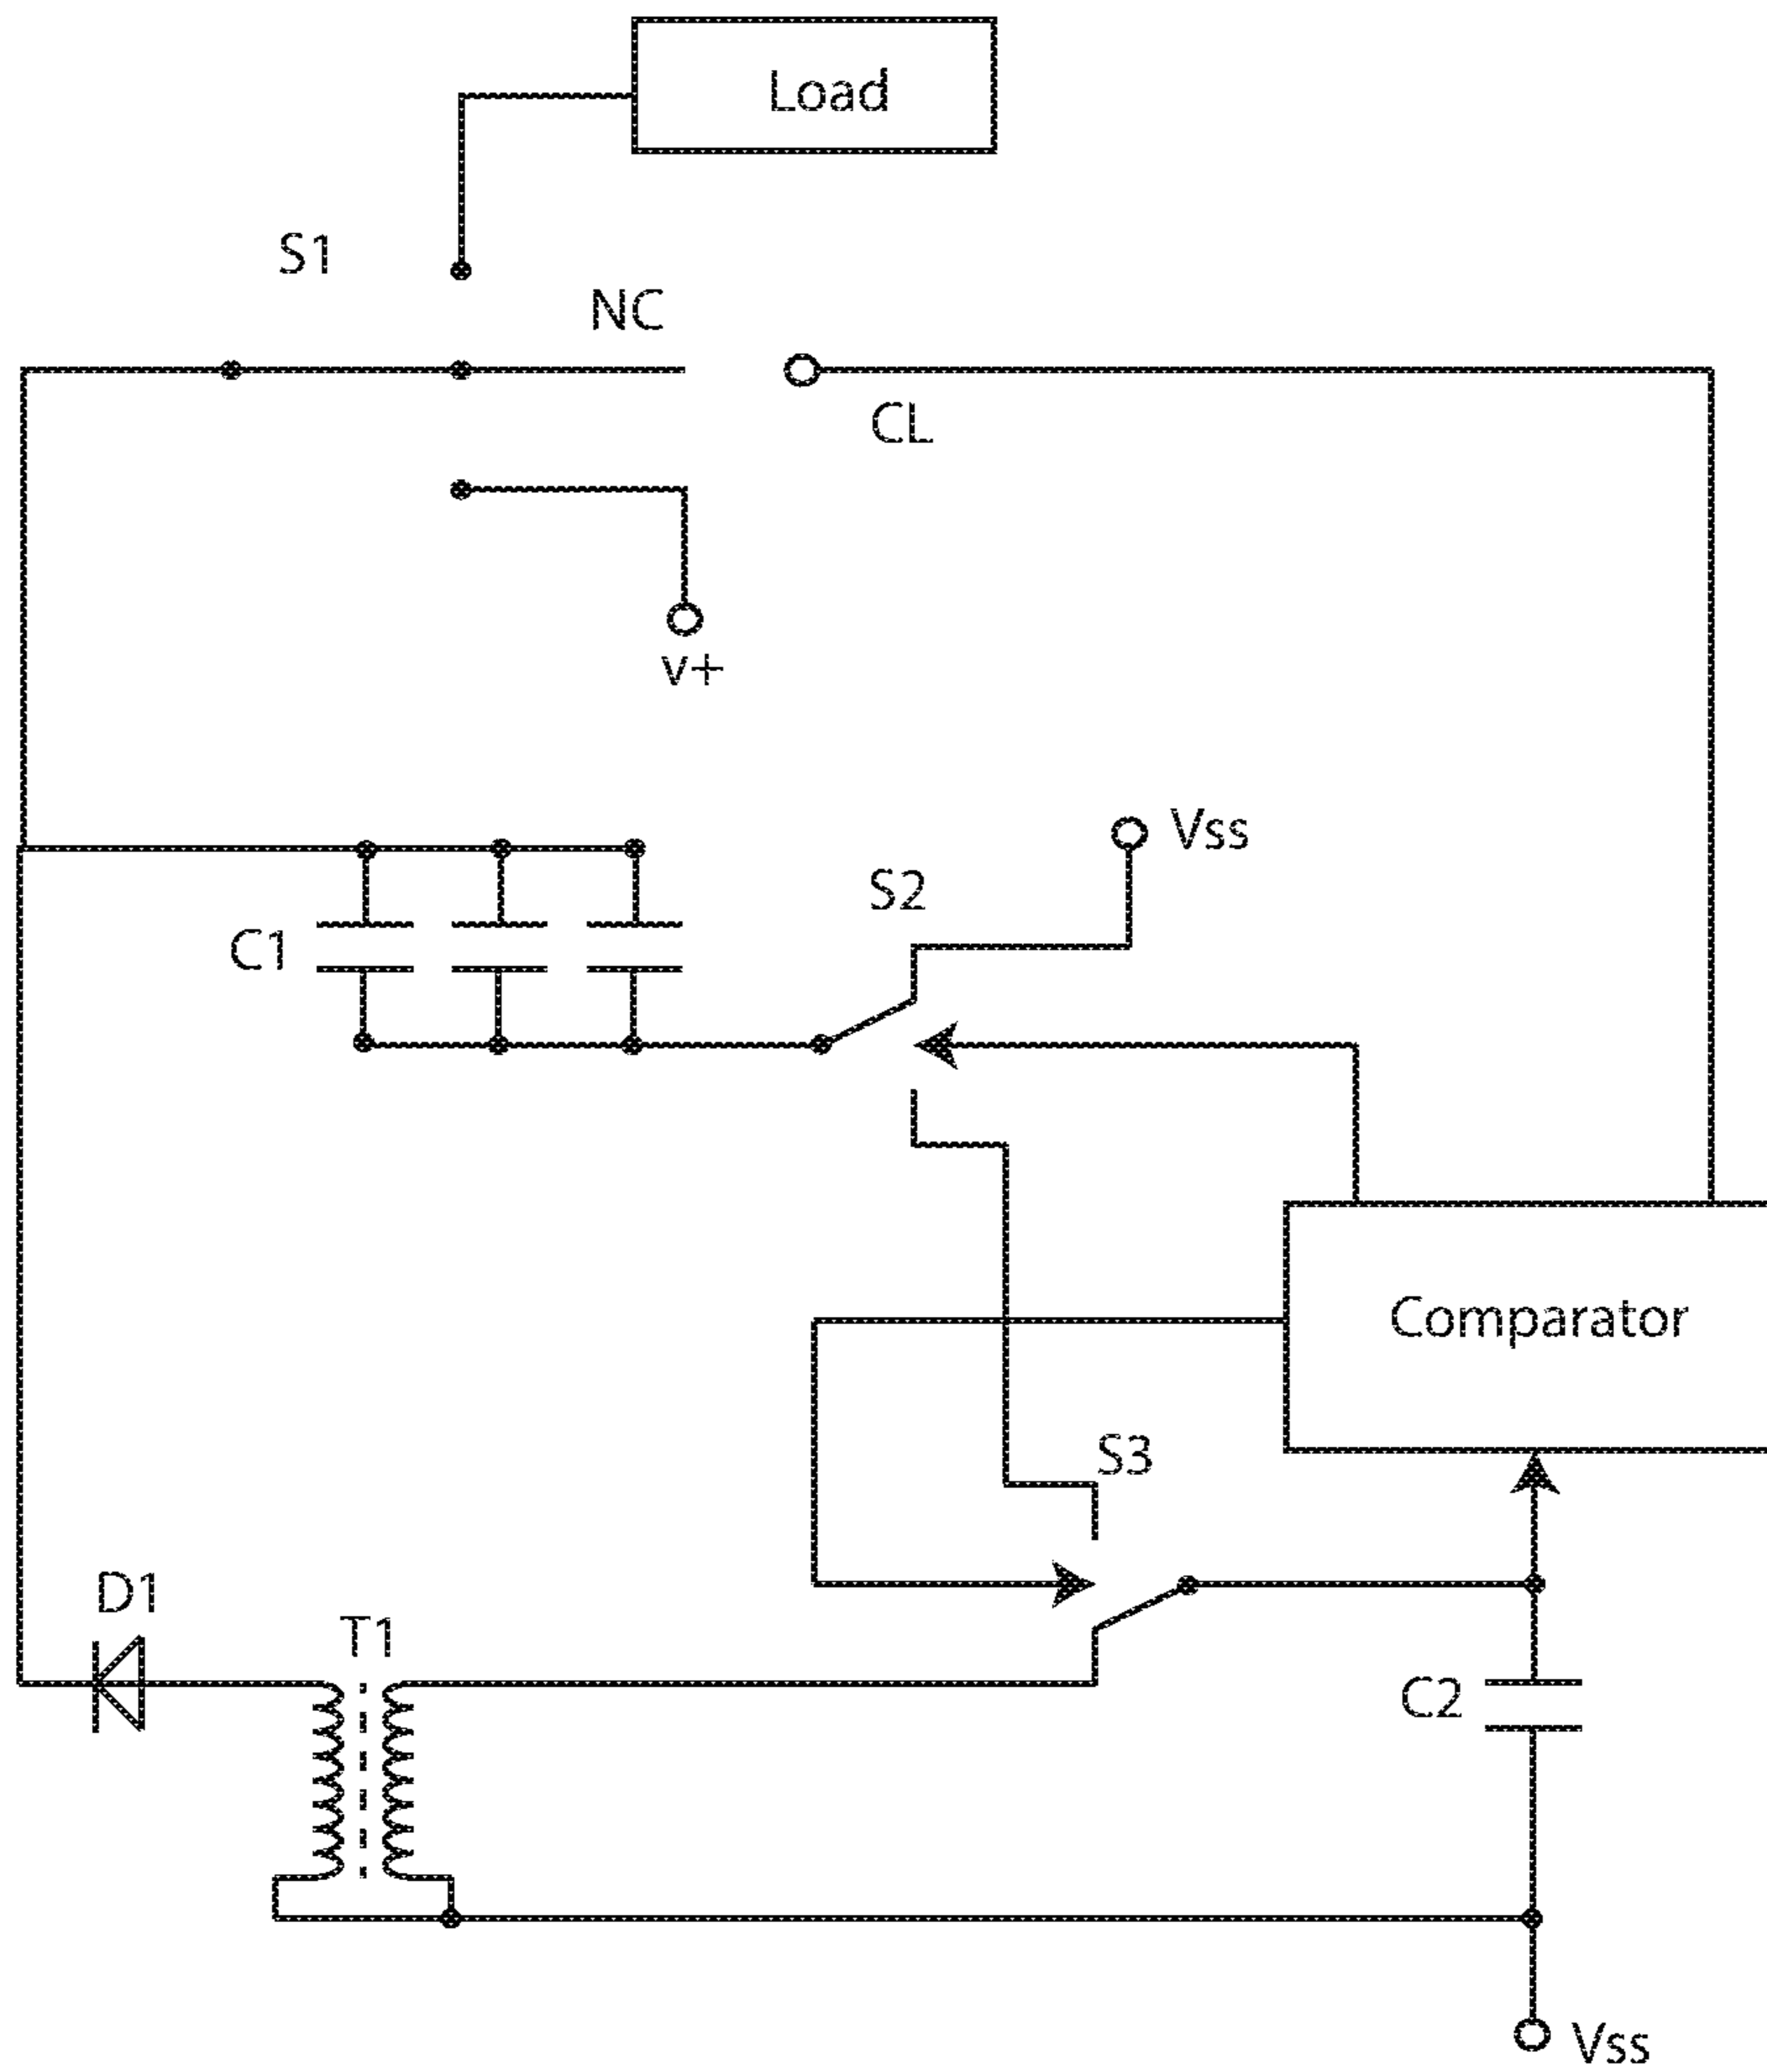 Load
S1
NC
CL
v+
Vss
S2
C1
Comparator
S3
D1
T1
C2
Vss